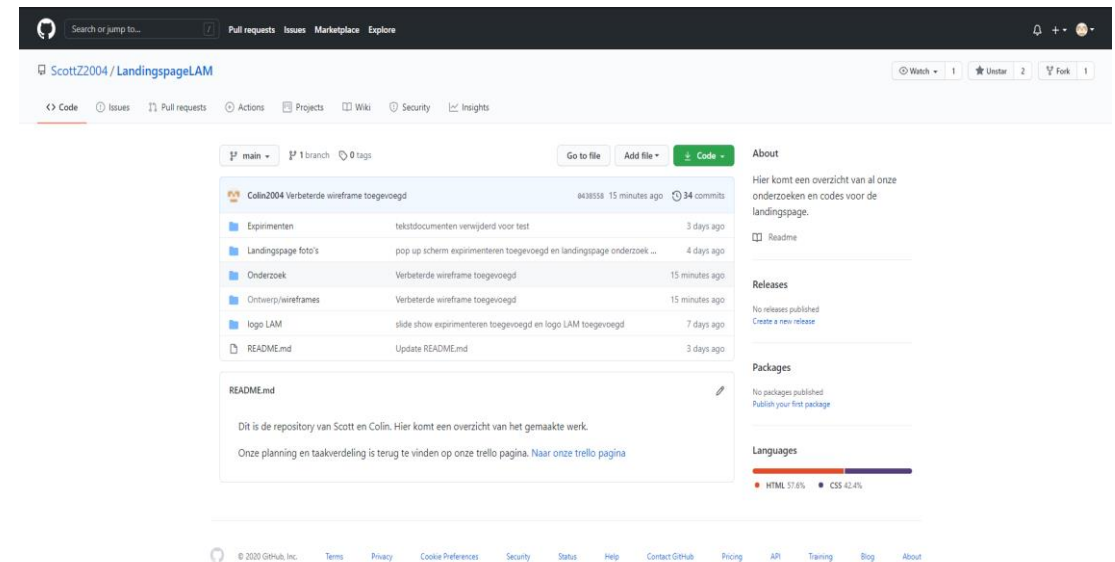 Search or jump to... /
Pull requests Issues Marketplace Explore
ScottZ2004 / LandingspageLAM
Watch 1 Unstar 2 Fork 1
Code Issues Pull requests Actions Projects Wiki Security Insights
main 1 branch 0 tags Go to file Add file Code
Colin2004 Verbeterde wireframe toegevoegd 15 minutes ago 34 commits
Expirimenten tekstdocumenten verwijderd voor test 3 days ago
Landingspage foto's pop up scherm expirimenteren toegevoegd en landingspage onderzoek ... 4 days ago
Onderzoek Verbeterde wireframe toegevoegd 15 minutes ago
Ontwerp/wireframes Verbeterde wireframe toegevoegd 15 minutes ago
logo LAM slide show expirimenteren toegevoegd en logo LAM toegevoegd 7 days ago
README.md Update README.md 3 days ago
README.md
Dit is de repository van Scott en Colin. Hier komt een overzicht van het gemaakte werk.
Onze planning en taakverdeling is terug te vinden op onze trello pagina. Naar onze trello pagina
About
Hier komt een overzicht van al onze
onderzoeken en codes voor de
landingspage.
Readme
Releases
No releases published
Create a new release
Packages
No packages published
Publish your first package
Languages
HTML 57.6% CSS 42.4%
© 2020 GitHub, Inc. Terms Privacy Cookie Preferences Security Status Help Contact GitHub Pricing API Training Blog About